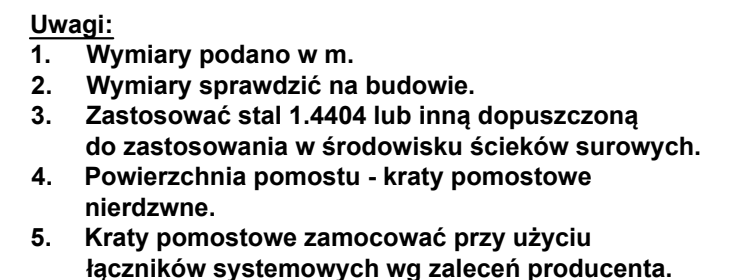 Uwagi:
1. Wymiary podano w m.
2. Wymiary sprawdzić na budowie.
3. Zastosować stal 1.4404 lub inną dopuszczoną
do zastosowania w środowisku ścieków surowych.
4. Powierzchnia pomostu - kraty pomostowe
nierdzwne.
5. Kraty pomostowe zamocować przy użyciu
łączników systemowych wg zaleceń producenta.